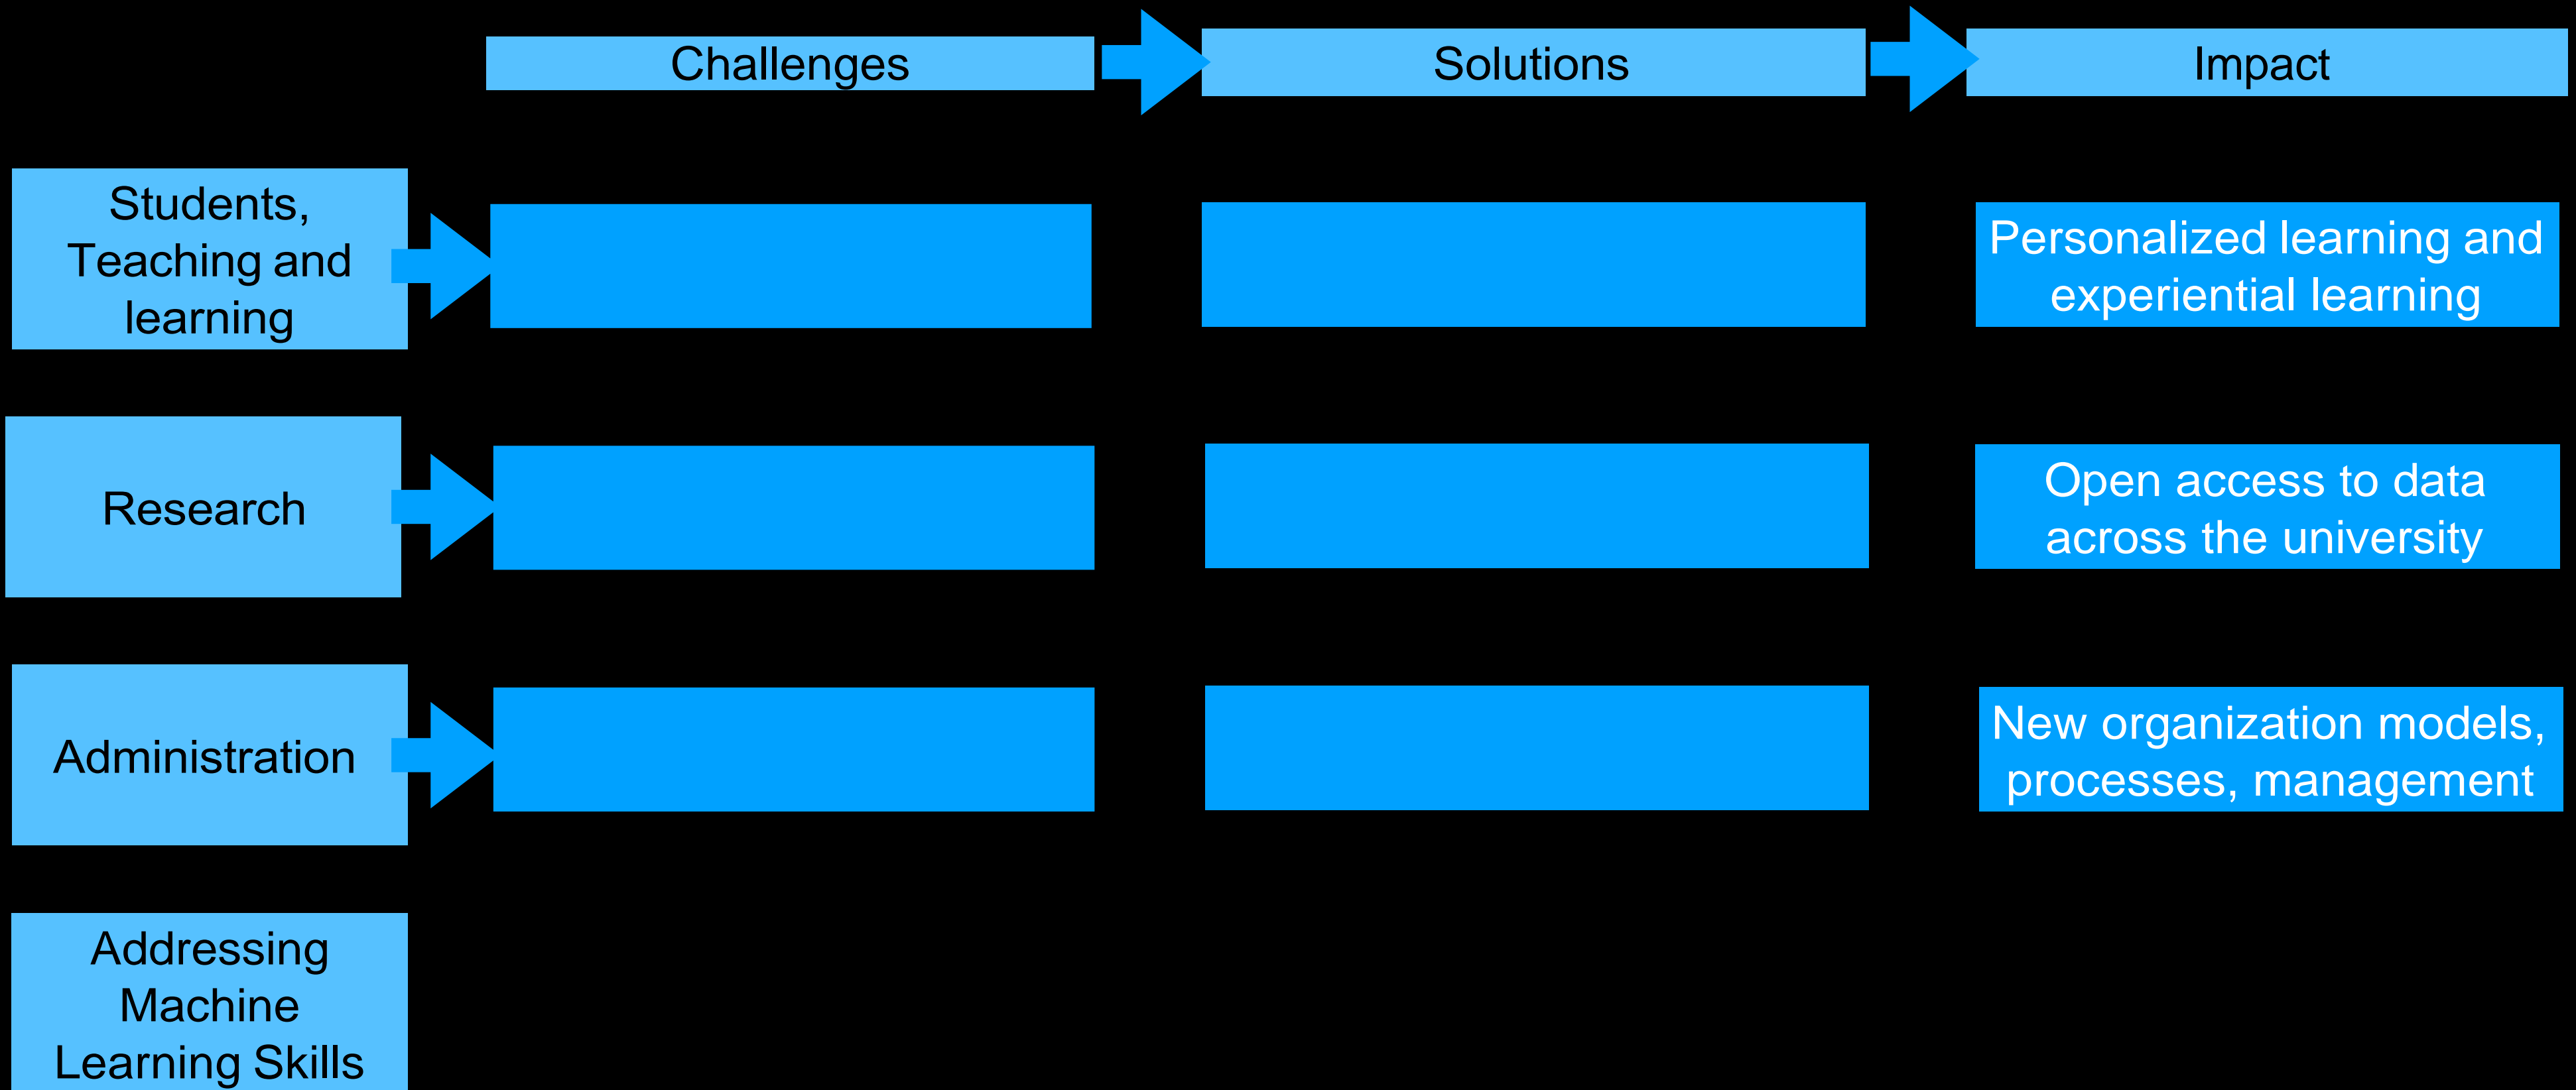 Challenges
Solutions
Impact
Students,
Teaching and
learning
Personalized learning and
experiential learning
Research
Open access to data
across the university
Administration
New organization models,
processes, management
Addressing
Machine
Learning Skills